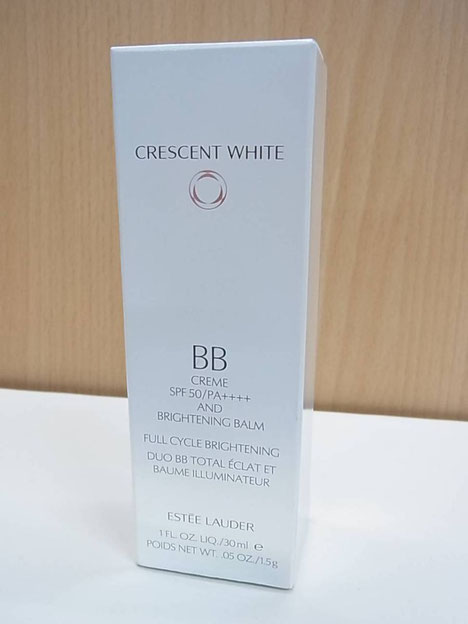 CRESCENT WHITE
BB
CREME
SPF 50/PA++++
AND
BRIGHTENING BALM
FULL CYCLE BRIGHTENING
DUO BB TOTAL ÉCLAT ET
BAUME ILLUMINATEUR
ESTĒE LAUDER
1 FL. OZ. LIQ./30 ml ℮
POIDS NET WT. .05 OZ./1.5 g